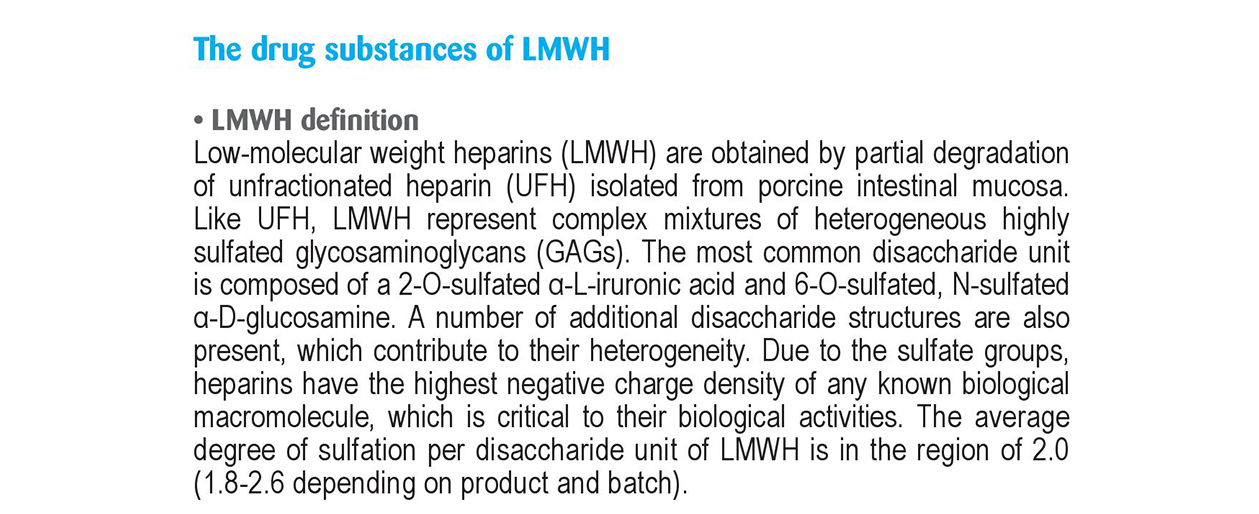 The drug substances of LMWH
• LMWH definition
Low-molecular weight heparins (LMWH) are obtained by partial degradation
of unfractionated heparin (UFH) isolated from porcine intestinal mucosa.
Like UFH, LMWH represent complex mixtures of heterogeneous highly
sulfated glycosaminoglycans (GAGs). The most common disaccharide unit
is composed of a 2-O-sulfated α-L-iruronic acid and 6-O-sulfated, N-sulfated
α-D-glucosamine. A number of additional disaccharide structures are also
present, which contribute to their heterogeneity. Due to the sulfate groups,
heparins have the highest negative charge density of any known biological
macromolecule, which is critical to their biological activities. The average
degree of sulfation per disaccharide unit of LMWH is in the region of 2.0
(1.8-2.6 depending on product and batch).